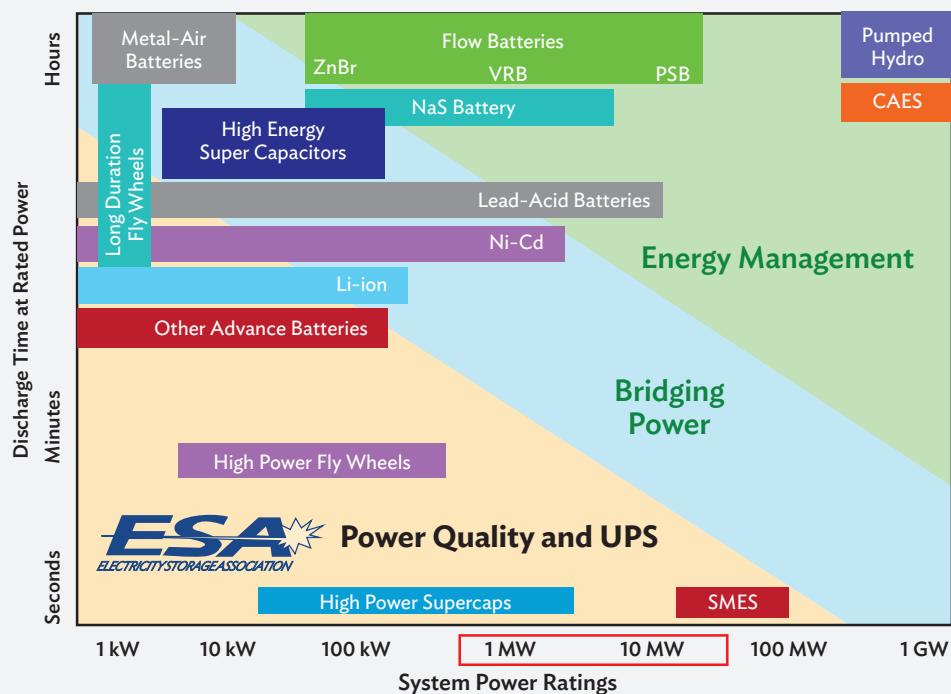 Hours
Minutes
Seconds
Discharge Time at Rated Power
Metal-Air
Batteries
Flow Batteries
ZnBr
VRB
PSB
Pumped
Hydro
NaS Battery
CAES
High Energy
Super Capacitors
Long Duration
Fly Wheels
Lead-Acid Batteries
Ni-Cd
Energy Management
Li-ion
Other Advance Batteries
Bridging
Power
High Power Fly Wheels
ESA
ELECTRICITY STORAGE ASSOCIATION
Power Quality and UPS
High Power Supercaps
SMES
1 kW 10 kW 100 kW 1 MW 10 MW 100 MW 1 GW
System Power Ratings